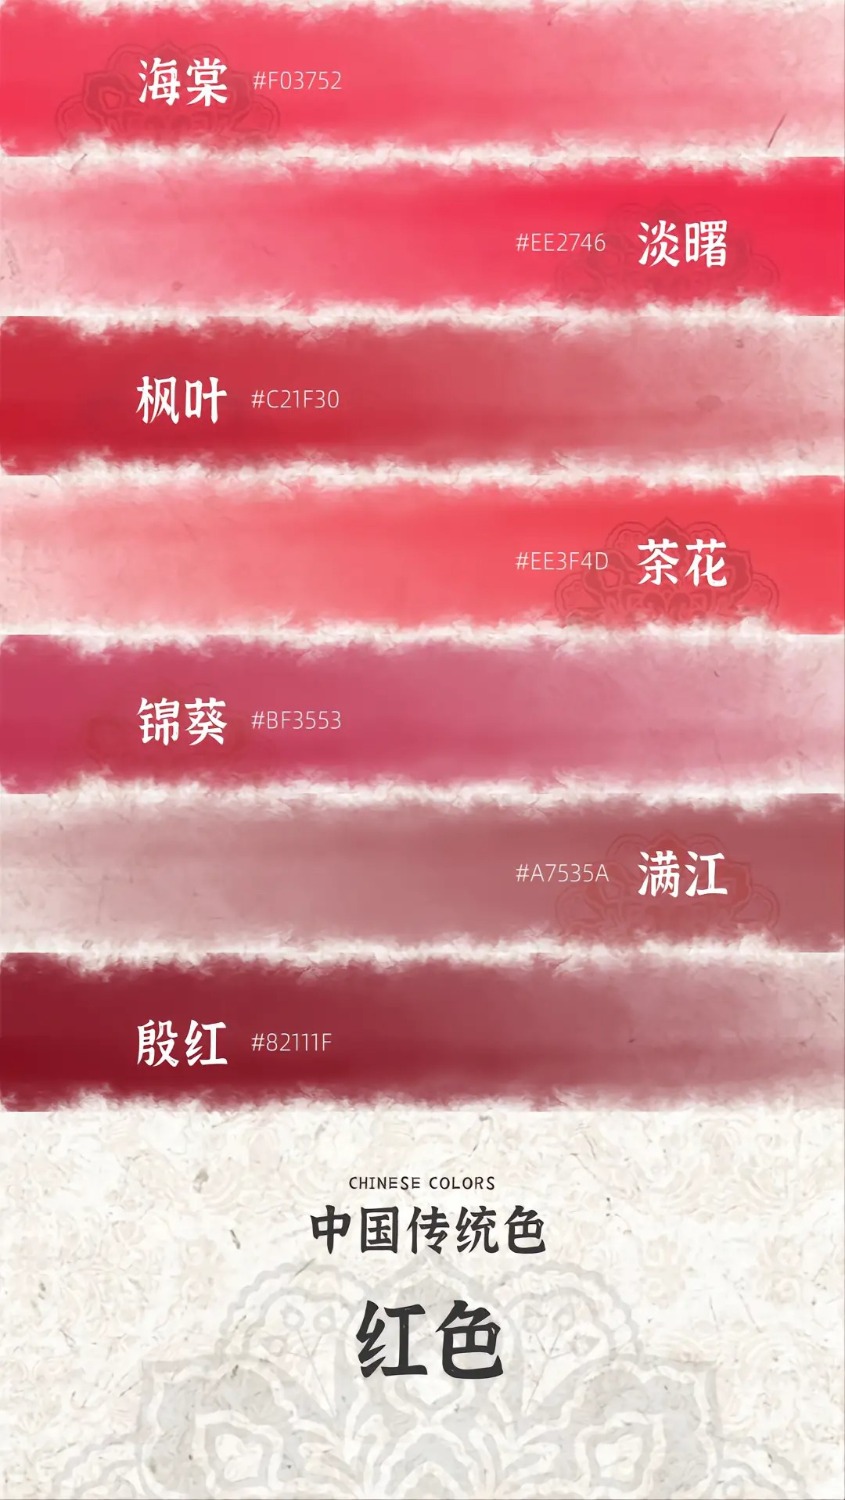 海棠 #F03752
#EE2746 淡曙
枫叶 #C21F30
#EE3F4D 茶花
锦葵 #BF3553
#A7535A 满江
殷红 #82111F
CHINESE COLORS
中国传统色
红色